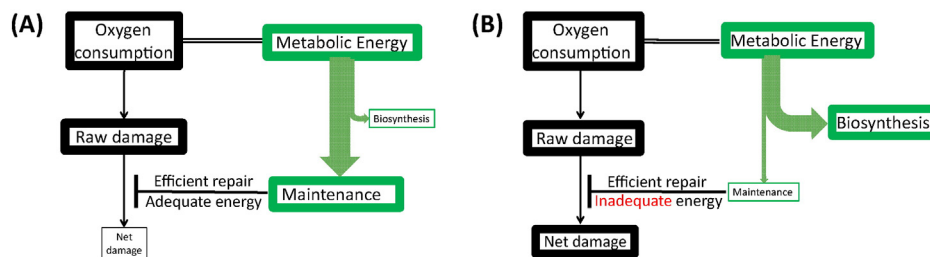 (A)
Oxygen
consumption
Metabolic Energy
Biosynthesis
Raw damage
Efficient repair
Adequate energy
Maintenance
Net
damage
(B)
Oxygen
consumption
Metabolic Energy
Biosynthesis
Raw damage
Efficient repair
Inadequate energy
Maintenance
Net damage